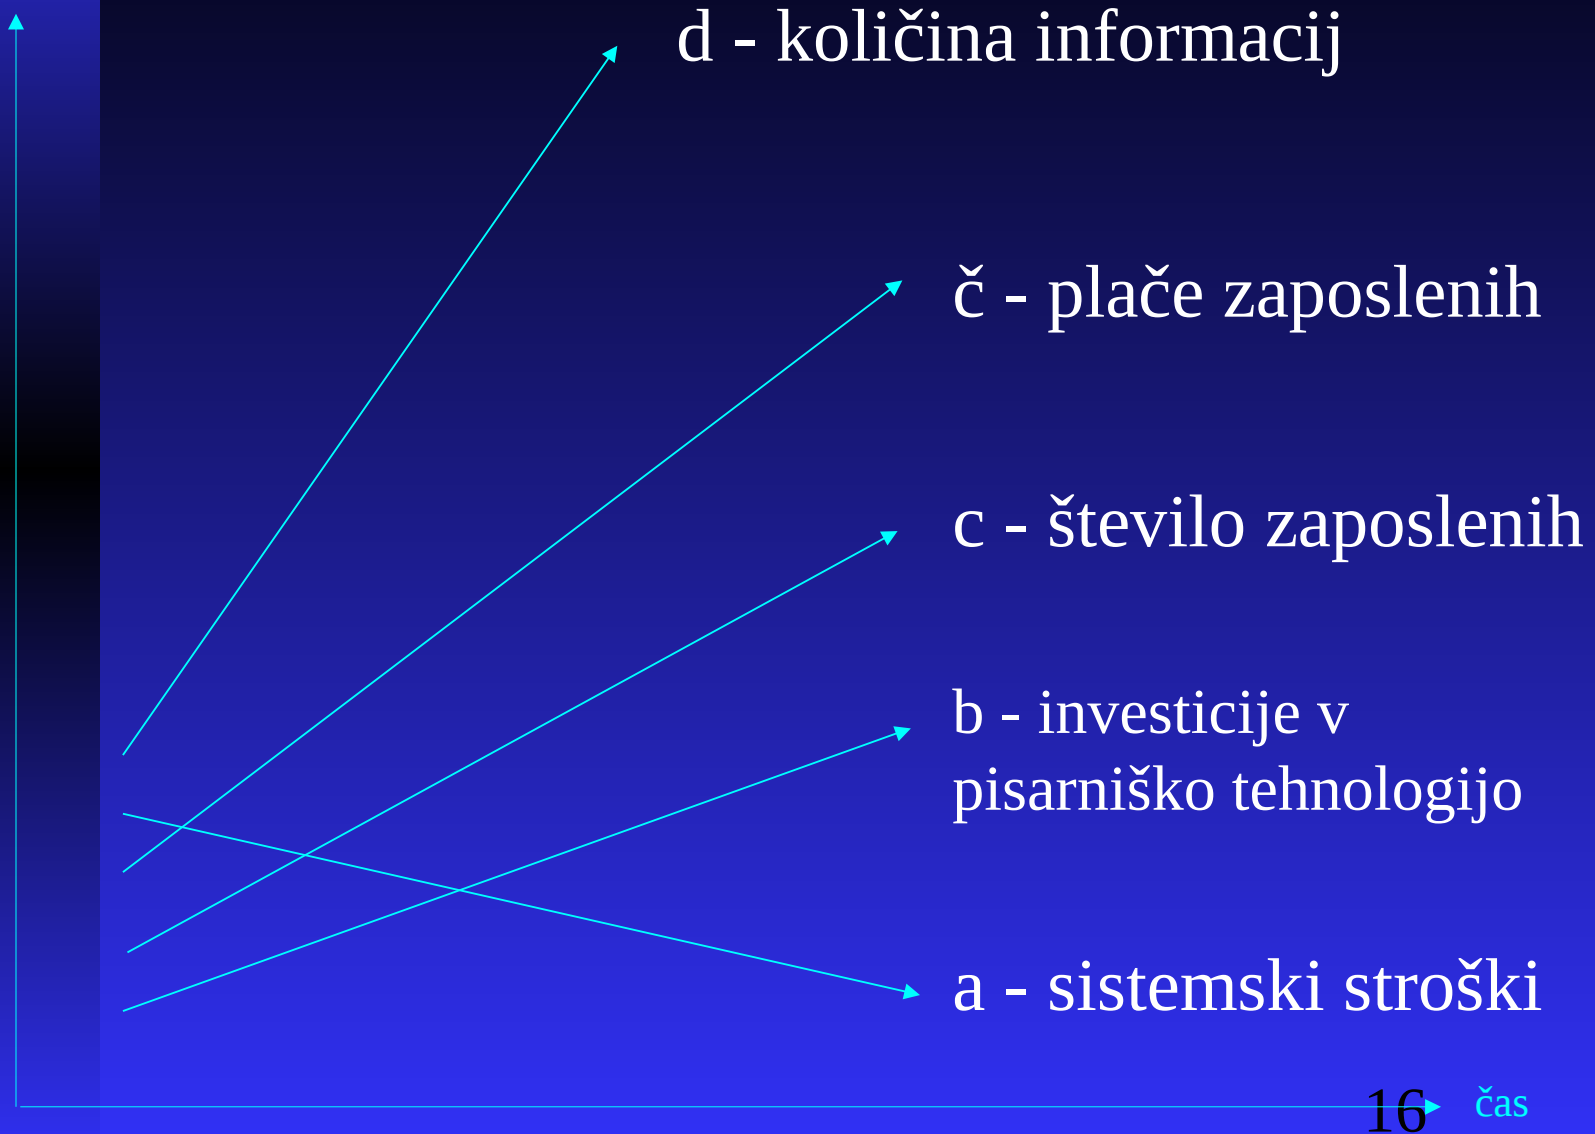 d - količina informacij
č - plače zaposlenih
c - število zaposlenih
b - investicije v
pisarniško tehnologijo
a - sistemski stroški
16
čas